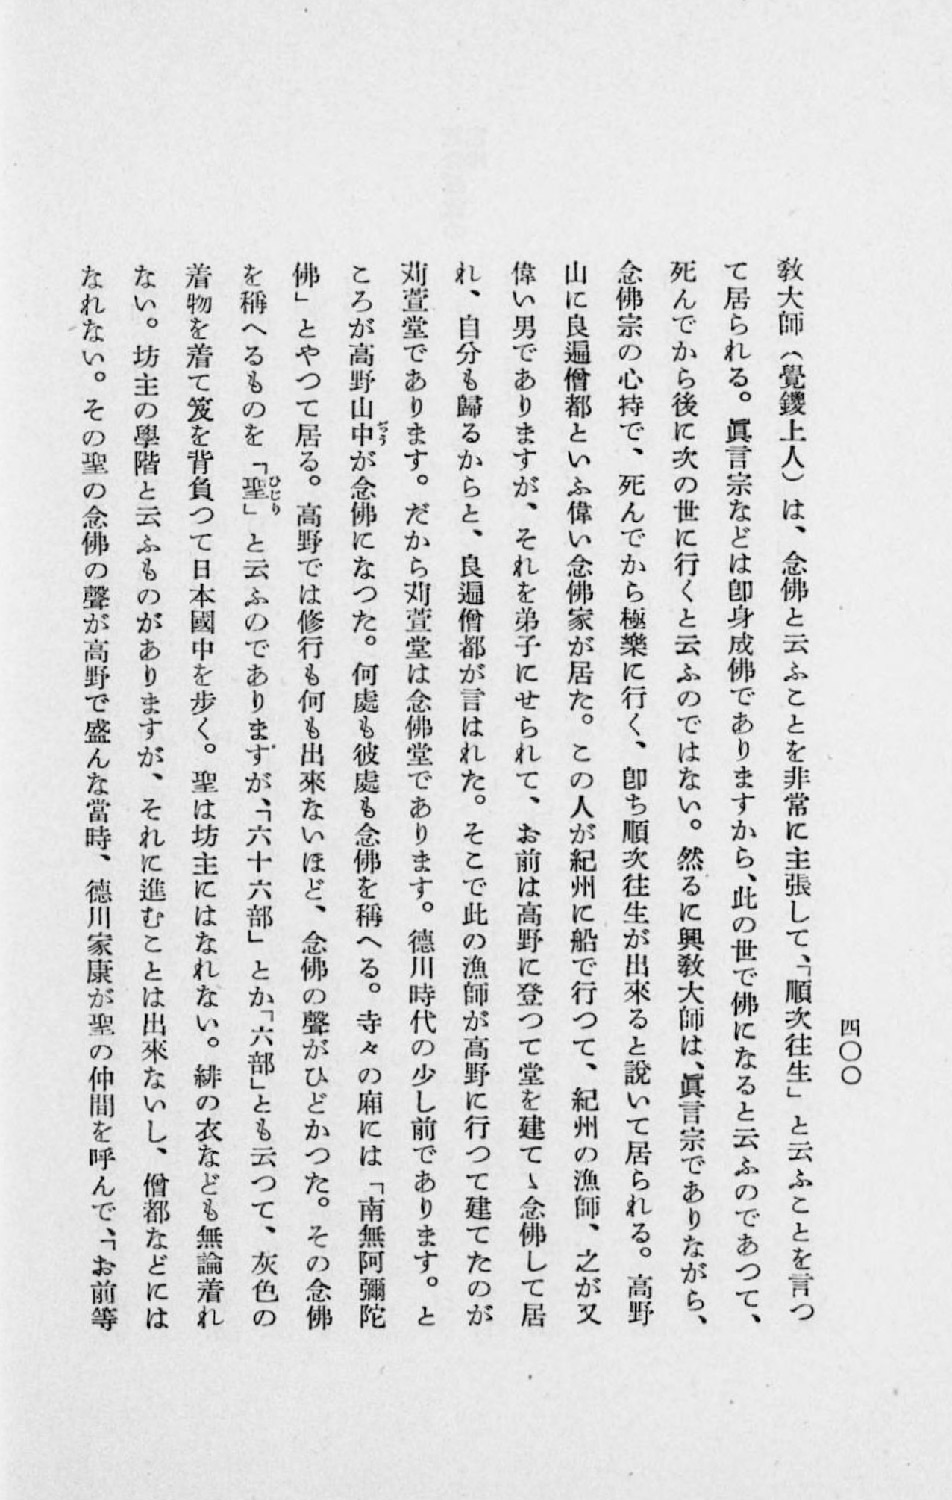 四〇〇
教大師（覺鑁上人）は、念佛と云ふことを非常に主張して、「順次往生」と云ふことを言つ
て居られる。眞言宗などは卽身成佛でありますから、此の世で佛になると云ふのであつて、
死んでから後に次の世に行くと云ふのではない。然るに興教大師は、眞言宗でありながら、
念佛宗の心持で、死んでから極樂に行く、卽ち順次往生が出來ると說いて居られる。高野
山に良遍僧都といふ偉い念佛家が居た。この人が紀州に船で行つて、紀州の漁師、之が又
偉い男でありますが、それを弟子にせられて、お前は高野に登つて堂を建てゝ念佛して居
れ、自分も歸るからと、良遍僧都が言はれた。そこで此の漁師が高野に行つて建てたのが
苅萱堂であります。だから苅萱堂は念佛堂であります。德川時代の少し前であります。と
ころが高野山中が念佛になつた。何處も彼處も念佛を稱へる。寺々の廟には「南無阿彌陀
佛」とやつて居る。高野では修行も何も出來ないほど、念佛の聲がひどかつた。その念佛
を稱へるものを「聖」と云ふのでありますが、「六十六部」とか「六部」とも云つて、灰色の
着物を着て笈を背負つて日本國中を步く。聖は坊主にはなれない。緋の衣なども無論着れ
ない。坊主の學階と云ふものがありますが、それに進むことは出來ないし、僧都などには
なれない。その聖の念佛の聲が高野で盛んな當時、德川家康が聖の仲間を呼んで、「お前等